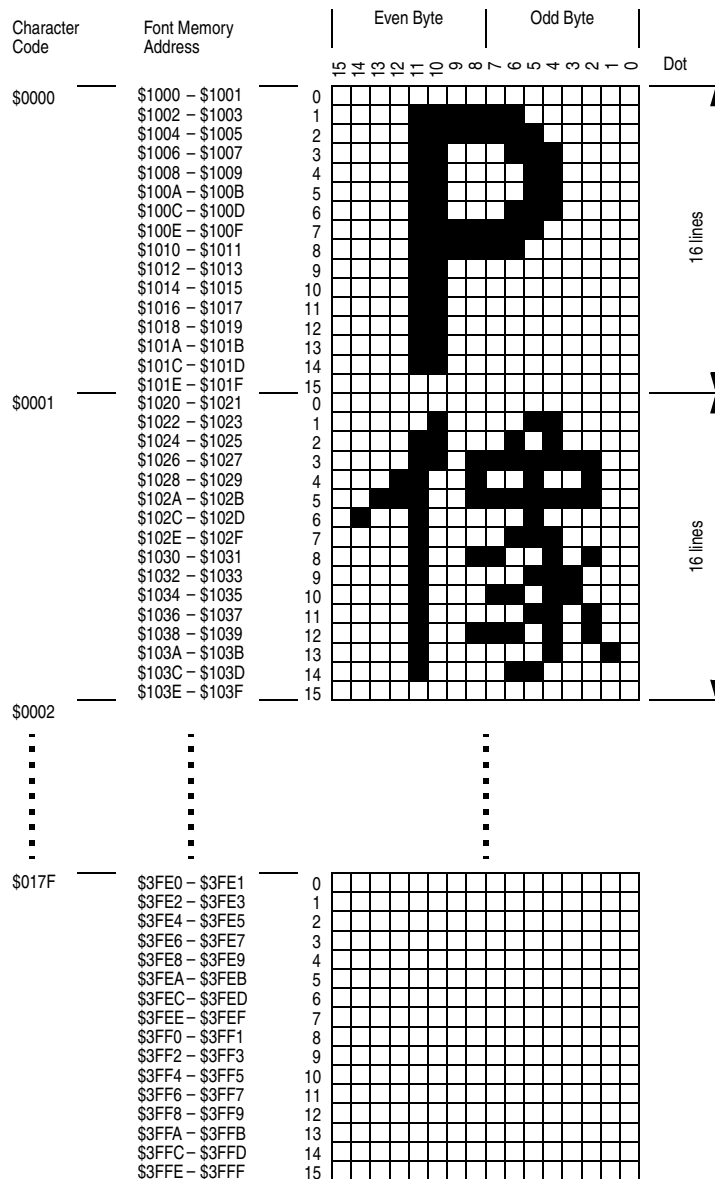 Even Byte Odd Byte
Character Code Font Memory Address
15 14 13 12 11 10 9 8 7 6 5 4 3 2 1 0 Dot
$0000 $1000 – $1001 0
$1002 – $1003 1
$1004 – $1005 2
$1006 – $1007 3
$1008 – $1009 4
$100A – $100B 5
$100C – $100D 6
$100E – $100F 7
$1010 – $1011 8
$1012 – $1013 9
$1014 – $1015 10
$1016 – $1017 11
$1018 – $1019 12
$101A – $101B 13
$101C – $101D 14
$101E – $101F 15
16 lines
$0001 $1020 – $1021 0
$1022 – $1023 1
$1024 – $1025 2
$1026 – $1027 3
$1028 – $1029 4
$102A – $102B 5
$102C – $102D 6
$102E – $102F 7
$1030 – $1031 8
$1032 – $1033 9
$1034 – $1035 10
$1036 – $1037 11
$1038 – $1039 12
$103A – $103B 13
$103C – $103D 14
$103E – $103F 15
16 lines
$0002
$017F $3FE0 – $3FE1 0
$3FE2 – $3FE3 1
$3FE4 – $3FE5 2
$3FE6 – $3FE7 3
$3FE8 – $3FE9 4
$3FEA – $3FEB 5
$3FEC – $3FED 6
$3FEE – $3FEF 7
$3FF0 – $3FF1 8
$3FF2 – $3FF3 9
$3FF4 – $3FF5 10
$3FF6 – $3FF7 11
$3FF8 – $3FF9 12
$3FFA – $3FFB 13
$3FFC – $3FFD 14
$3FFE – $3FFF 15
P